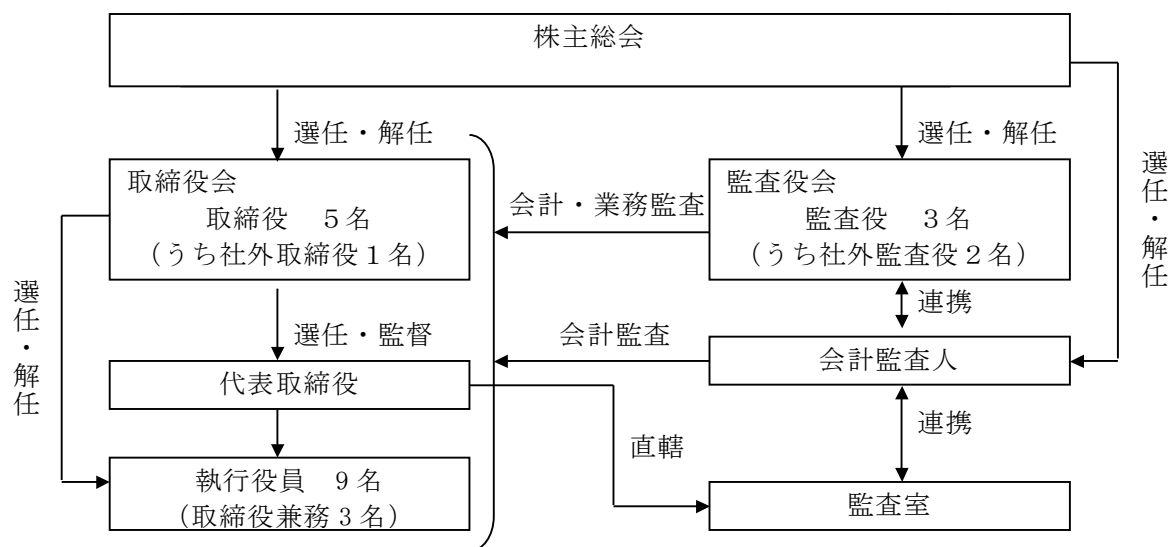 株主総会
選任・解任
選任・解任
選任・解任
取締役会
取締役　５名
（うち社外取締役１名）
会計・業務監査
監査役会
監査役　３名
（うち社外監査役２名）
選任・解任
連携
選任・監督
会計監査
会計監査人
代表取締役
連携
直轄
執行役員　９名
（取締役兼務３名）
監査室